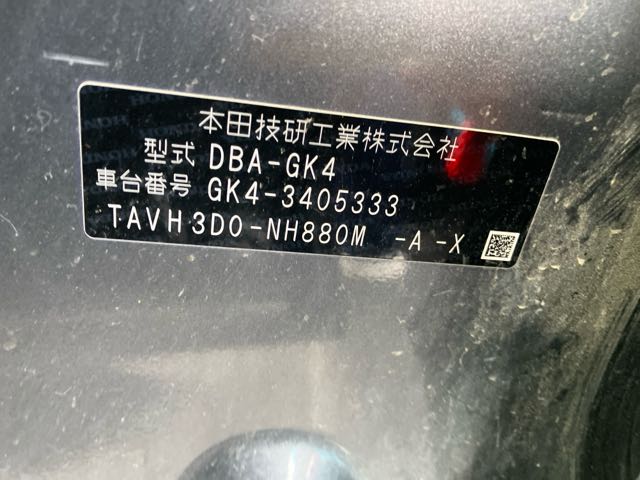 本田技研工業株式会社
型式 DBA-GK4
車台番号 GK4-3405333
TAVH3D0-NH880M -A -X